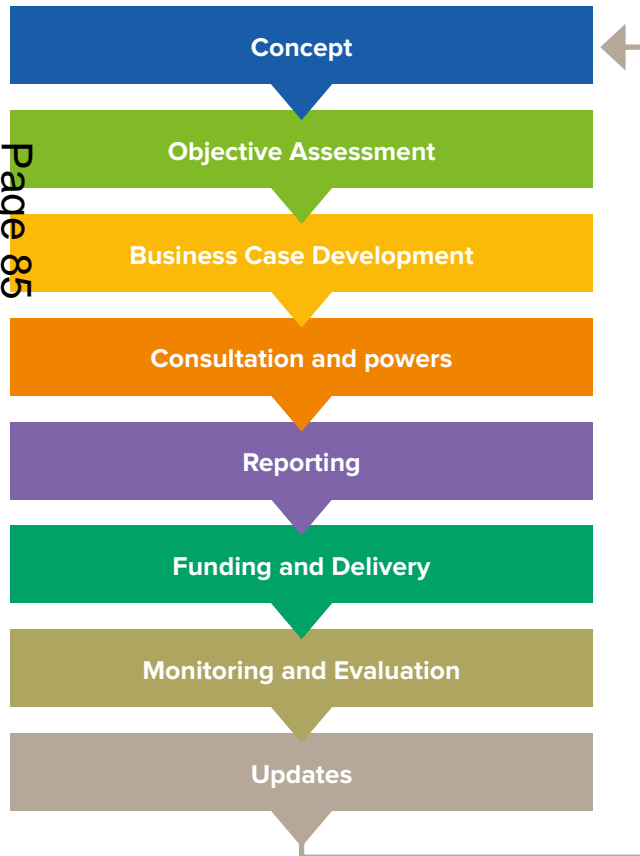 Concept
Objective Assessment
Business Case Development
Consultation and powers
Reporting
Funding and Delivery
Monitoring and Evaluation
Updates
Page 85